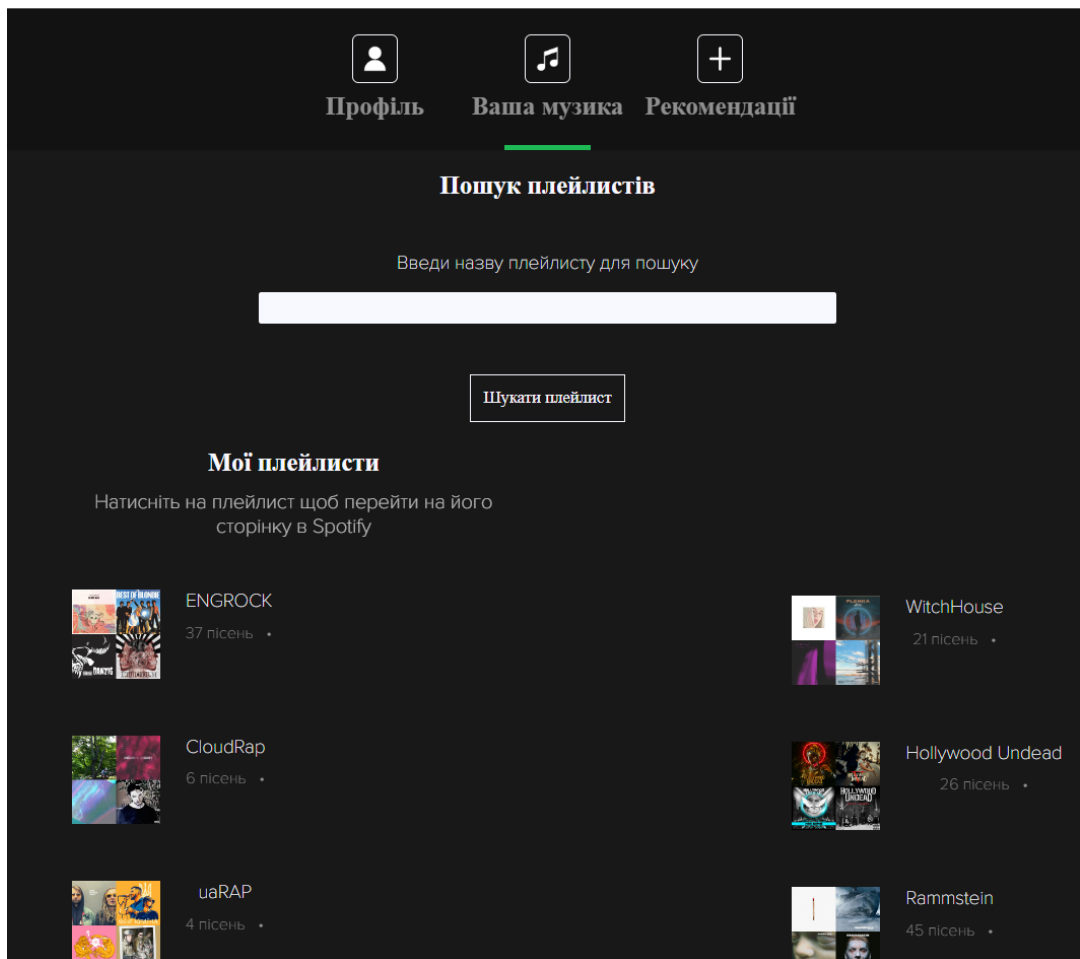 Профіль
Ваша музика
Рекомендації
Пошук плейлистів
Введи назву плейлисту для пошуку
Шукати плейлист
Мої плейлисти
Натисніть на плейлист щоб перейти на його
сторінку в Spotify
ENGROCK
37 пісень •
WitchHouse
21 пісень •
CloudRap
6 пісень •
Hollywood Undead
26 пісень •
uaRAP
4 пісень •
Rammstein
45 пісень •